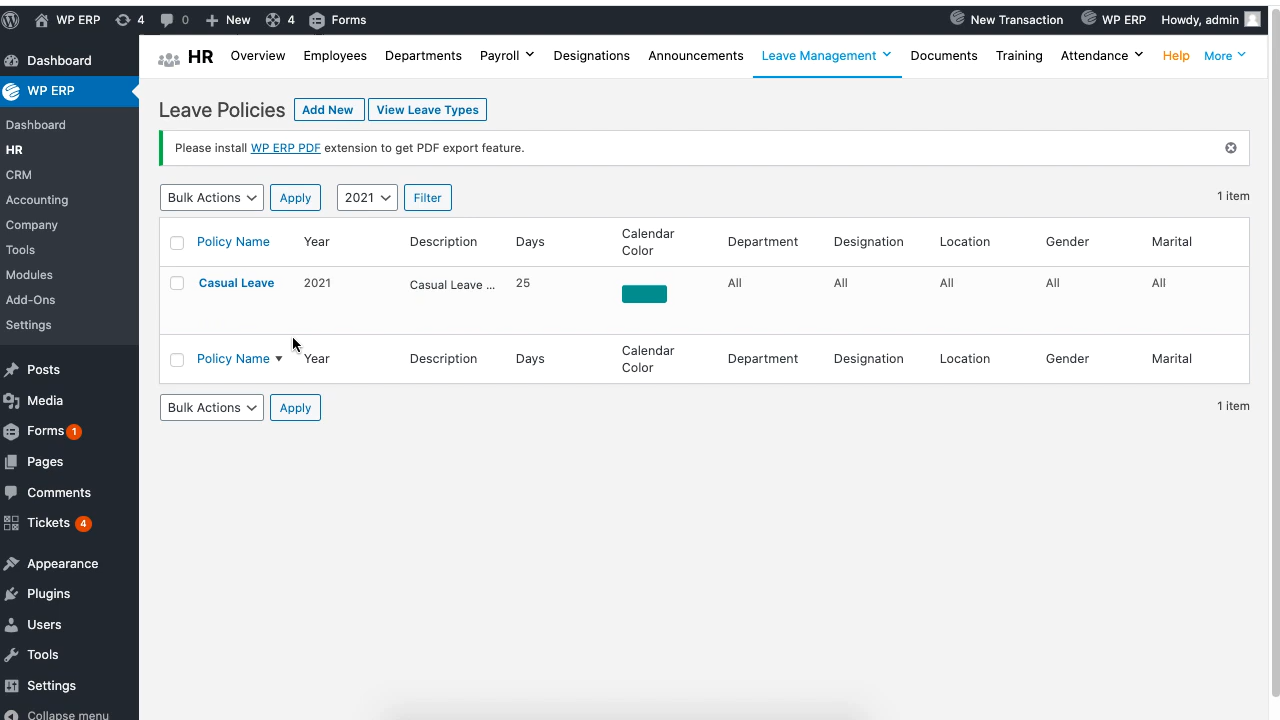 WP ERP 4 0 New 4 Forms New Transaction WP ERP Howdy, admin
Dashboard
WP ERP
Dashboard
HR
CRM
Accounting
Company
Tools
Modules
Add-Ons
Settings
Posts
Media
Forms 1
Pages
Comments
Tickets 4
Appearance
Plugins
Users
Tools
Settings
Collapse menu
HR Overview Employees Departments Payroll Designations Announcements Leave Management Documents Training Attendance Help More
Leave Policies Add New View Leave Types
Please install WP ERP PDF extension to get PDF export feature.
Bulk Actions Apply 2021 Filter 1 item
Policy Name Year Description Days Calendar Color Department Designation Location Gender Marital
Casual Leave 2021 Casual Leave ... 25 All All All All All
Policy Name Year Description Days Calendar Color Department Designation Location Gender Marital
Bulk Actions Apply 1 item